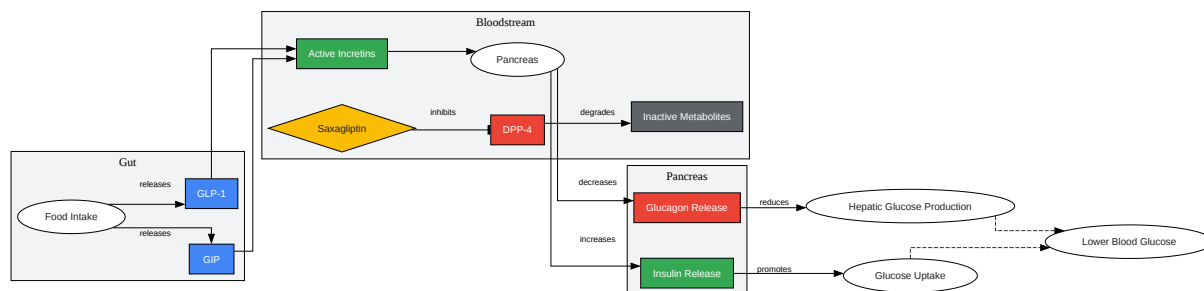 Bloodstream
Active Incretins
Pancreas
Saxagliptin
inhibits
DPP-4
degrades
Inactive Metabolites
Gut
Food Intake
releases
GLP-1
releases
GIP
Pancreas
decreases
Glucagon Release
reduces
Hepatic Glucose Production
increases
Insulin Release
promotes
Glucose Uptake
Lower Blood Glucose